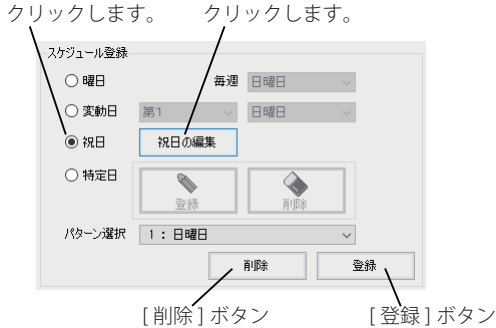 クリックします。 クリックします。
スケジュール登録
曜日 毎週 日曜日
変動日 第1 日曜日
祝日 祝日の編集
特定日 登録 削除
パターン選択 1：日曜日
削除 登録
[ 削除 ] ボタン [ 登録 ] ボタン